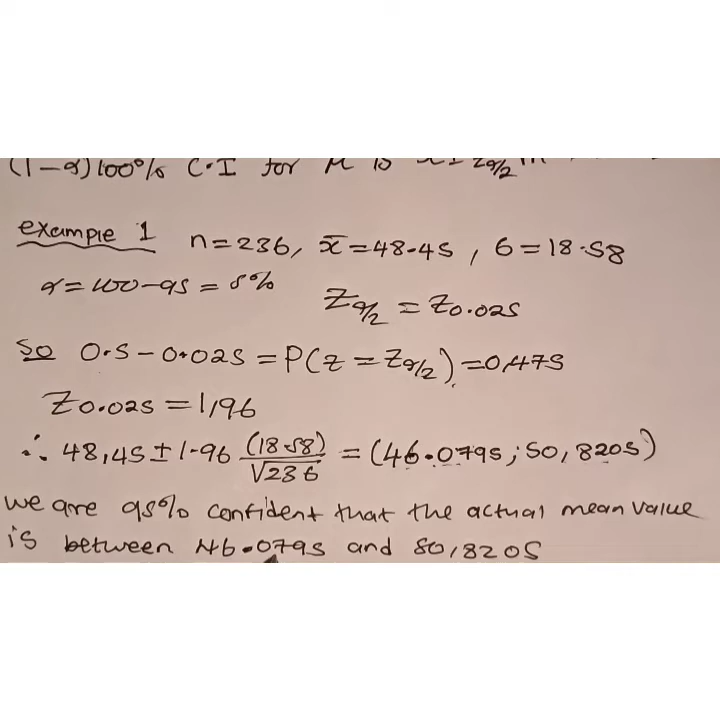 (1-α)100% C.I for μ is x̄ ± Zα/2
example 1 n=236, x̄=48.45, б=18.58
α=100-95=5% Zα/2 = Z0.025
So 0.5-0.025=P(Z=Zα/2)=0,475
Z0.025=1,96
∴ 48,45±1.96 (18.58)/√236 = (46.0795; 50,8205)
we are 95% confident that the actual mean value
is between 46.0795 and 50,8205